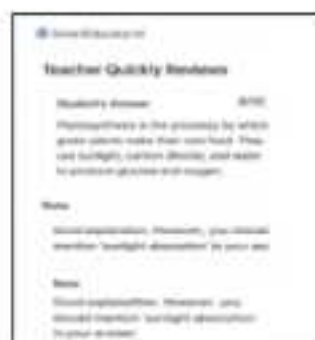 Teacher Quickly Reviews
Student's Answer 8/10
Photosynthesis is the process by which
green plants make their own food. They
use sunlight, carbon dioxide, and water
to produce glucose and oxygen.
Note
Good explanation. However, you should
mention 'sunlight absorption' in your
Note
Good explanation. However, you
should mention 'sunlight absorption'
in your answer.